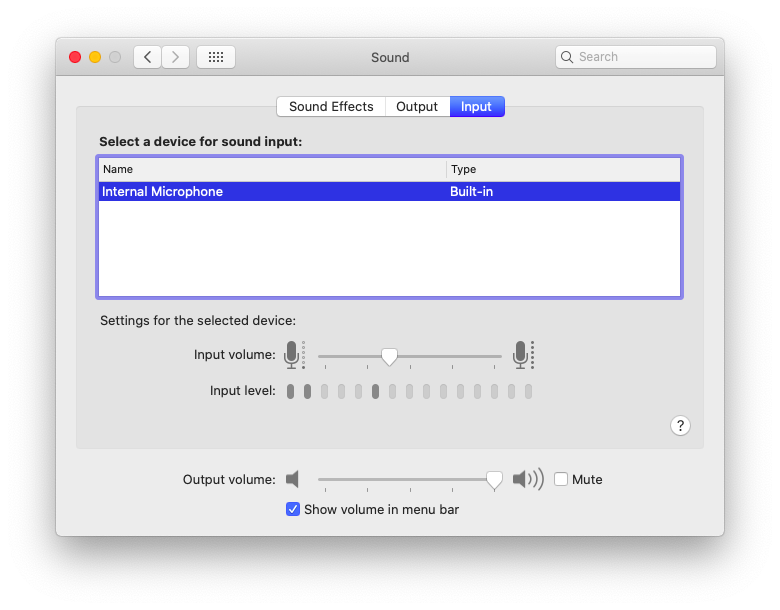 Sound
Search
Sound Effects Output Input
Select a device for sound input:
Name Type
Internal Microphone Built-in
Settings for the selected device:
Input volume:
Input level:
?
Output volume: Mute
Show volume in menu bar